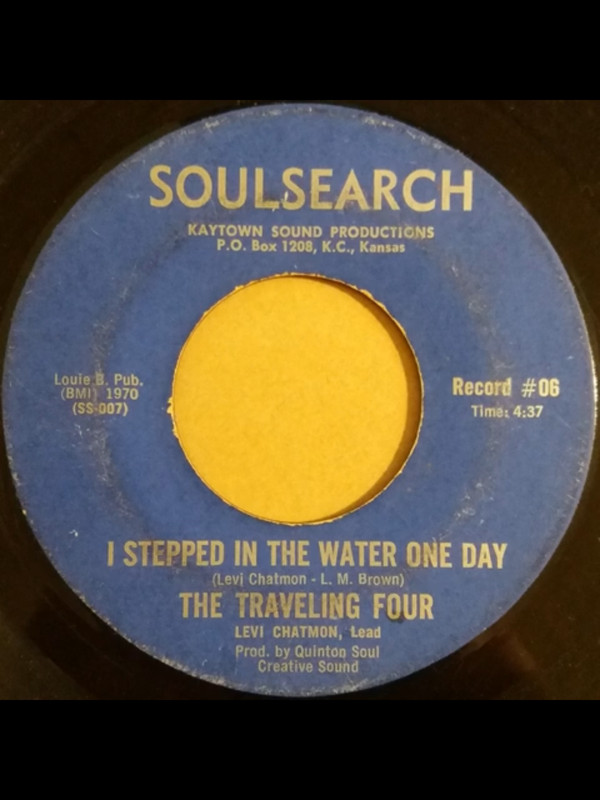 SOULSEARCH
KAYTOWN SOUND PRODUCTIONS
P.O. Box 1208, K.C., Kansas
Louie B. Pub.
(BMI) 1970
(SS-007)
Record #06
Time: 4:37
I STEPPED IN THE WATER ONE DAY
(Levi Chatmon - L. M. Brown)
THE TRAVELING FOUR
LEVI CHATMON, Lead
Prod. by Quinton Soul
Creative Sound